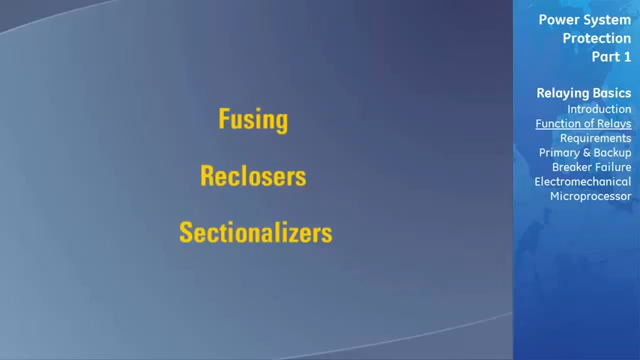 Fusing
Reclosers
Sectionalizers
Power System
Protection
Part 1
Relaying Basics
Introduction
Function of Relays
Requirements
Primary & Backup
Breaker Failure
Electromechanical
Microprocessor